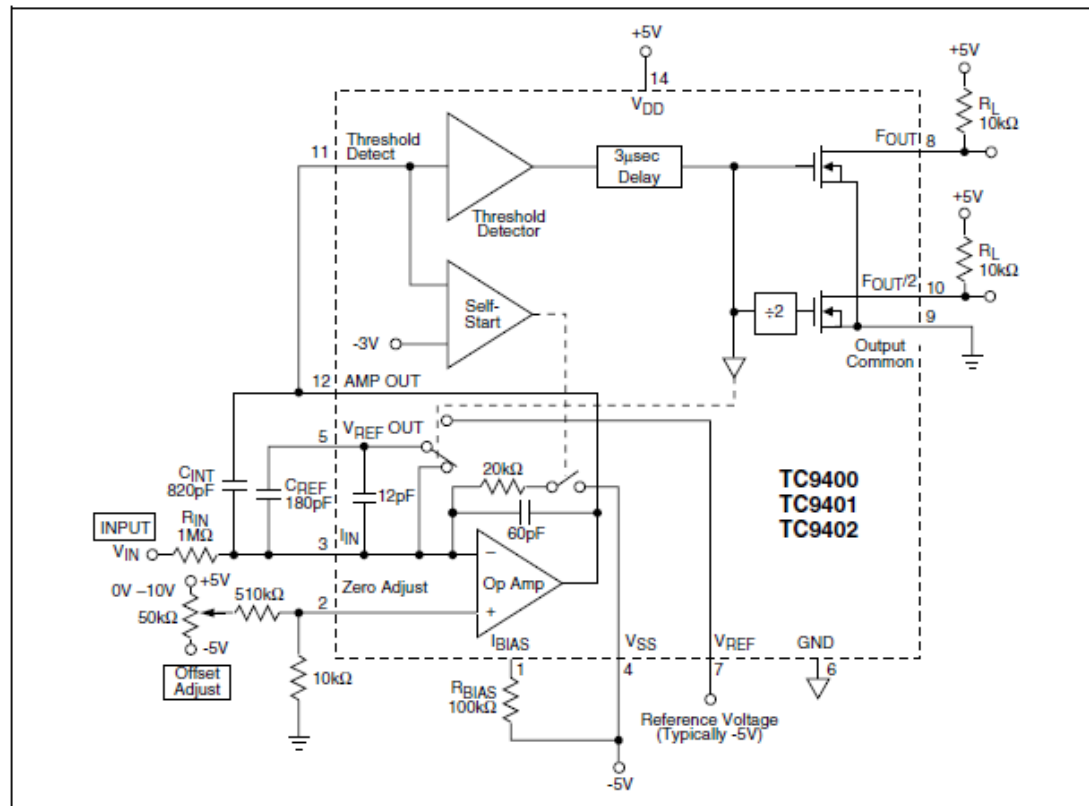 +5V
14
VDD
+5V
RL
10kΩ
FOUT 8
11
Threshold
Detect
3µsec
Delay
Threshold
Detector
+5V
RL
10kΩ
FOUT/2 10
÷2
9
Output
Common
Self-
Start
-3V
12 AMP OUT
5 VREF OUT
CINT
820pF
CREF
180pF
12pF
20kΩ
60pF
TC9400
TC9401
TC9402
INPUT
RIN
1MΩ
VIN
3 IIN
–
Op Amp
+
Zero Adjust
2
0V –10V
+5V
50kΩ
510kΩ
-5V
Offset
Adjust
10kΩ
IBIAS
1
RBIAS
100kΩ
VSS
4
VREF
7
GND
6
Reference Voltage
(Typically -5V)
-5V